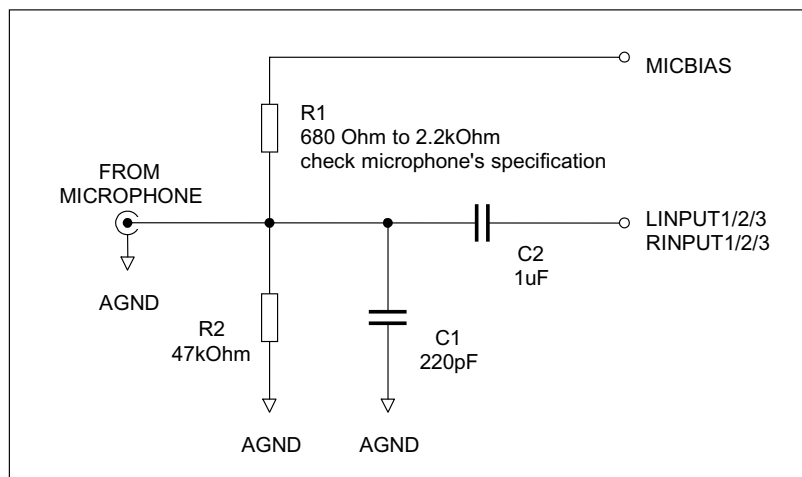 MICBIAS
R1
680 Ohm to 2.2kOhm
check microphone's specification
FROM
MICROPHONE
LINPUT1/2/3
RINPUT1/2/3
C2
1uF
AGND
R2
47kOhm
C1
220pF
AGND
AGND